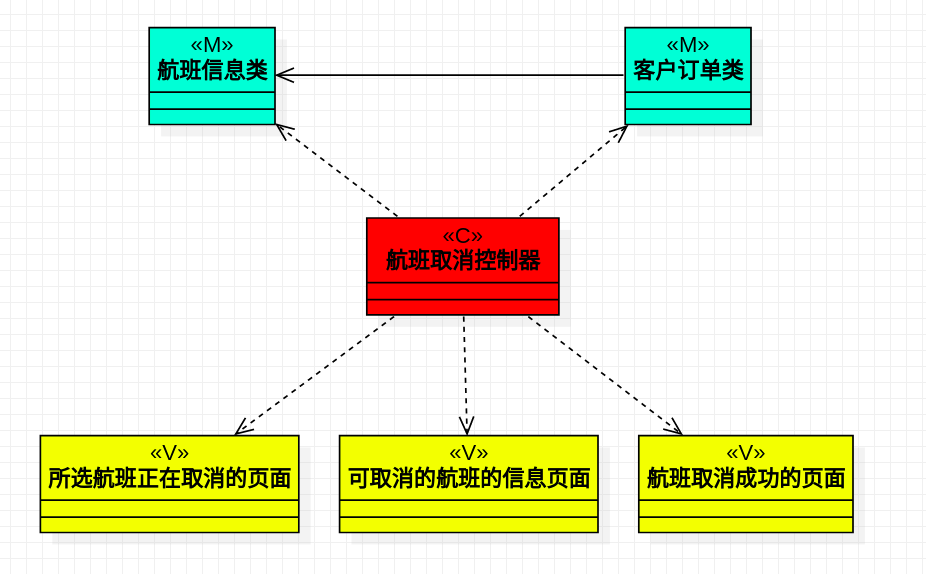 «M»
航班信息类
«M»
客户订单类
«C»
航班取消控制器
«V»
所选航班正在取消的页面
«V»
可取消的航班的信息页面
«V»
航班取消成功的页面